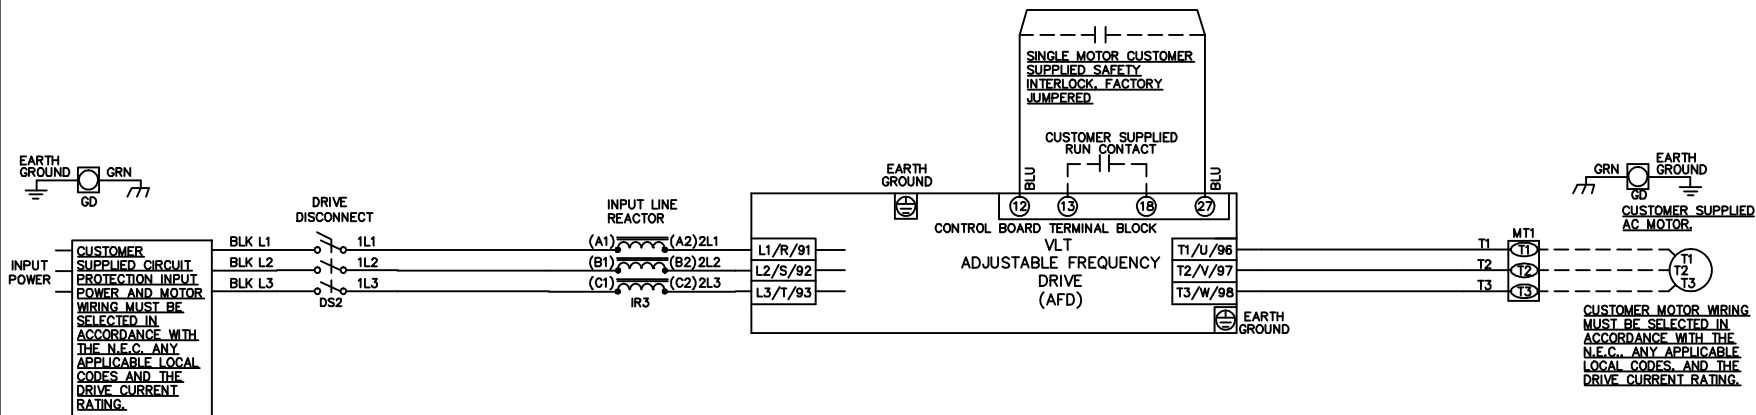 SINGLE MOTOR CUSTOMER
SUPPLIED SAFETY
INTERLOCK, FACTORY
JUMPERED
CUSTOMER SUPPLIED
RUN CONTACT
BLU
BLU
EARTH
GROUND
GRN
GD
EARTH
GROUND
12
13
18
27
CONTROL BOARD TERMINAL BLOCK
VLT
ADJUSTABLE FREQUENCY
DRIVE
(AFD)
GRN
EARTH
GROUND
GD
CUSTOMER SUPPLIED
AC MOTOR.
DRIVE
DISCONNECT
INPUT LINE
REACTOR
INPUT
POWER
CUSTOMER
SUPPLIED CIRCUIT
PROTECTION INPUT
POWER AND MOTOR
WIRING MUST BE
SELECTED IN
ACCORDANCE WITH
THE N.E.C. ANY
APPLICABLE LOCAL
CODES AND THE
DRIVE CURRENT
RATING.
BLK L1
BLK L2
BLK L3
1L1
1L2
1L3
DS2
(A1) (A2) 2L1
(B1) (B2) 2L2
(C1) (C2) 2L3
IR3
L1/R/91
L2/S/92
L3/T/93
T1/U/96
T2/V/97
T3/W/98
EARTH
GROUND
T1
T2
T3
MT1
T1
T2
T3
T1
T2
T3
CUSTOMER MOTOR WIRING
MUST BE SELECTED IN
ACCORDANCE WITH THE
N.E.C., ANY APPLICABLE
LOCAL CODES, AND THE
DRIVE CURRENT RATING.